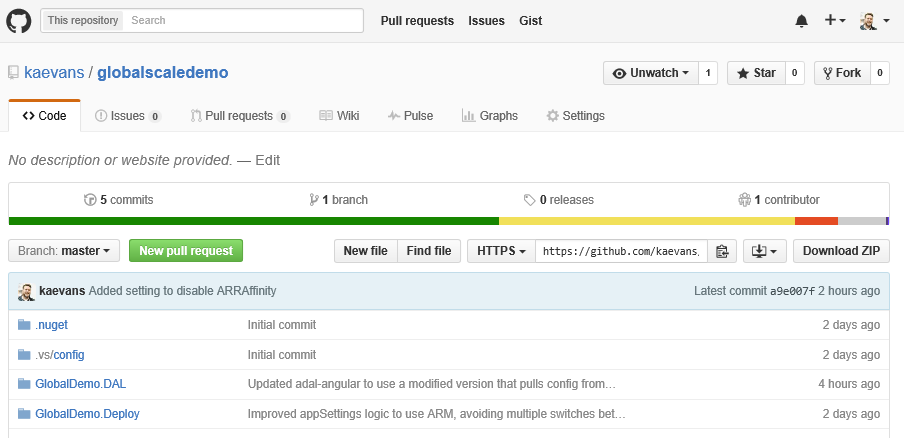 This repository Search Pull requests Issues Gist
kaevans / globalscaledemo Unwatch 1 Star 0 Fork 0
Code Issues 0 Pull requests 0 Wiki Pulse Graphs Settings
No description or website provided. — Edit
5 commits 1 branch 0 releases 1 contributor
Branch: master New pull request New file Find file HTTPS https://github.com/kaevans, Download ZIP
kaevans Added setting to disable ARRAffinity Latest commit a9e007f 2 hours ago
.nuget Initial commit 2 days ago
.vs/config Initial commit 2 days ago
GlobalDemo.DAL Updated adal-angular to use a modified version that pulls config from… 4 hours ago
GlobalDemo.Deploy Improved appSettings logic to use ARM, avoiding multiple switches bet… 2 days ago